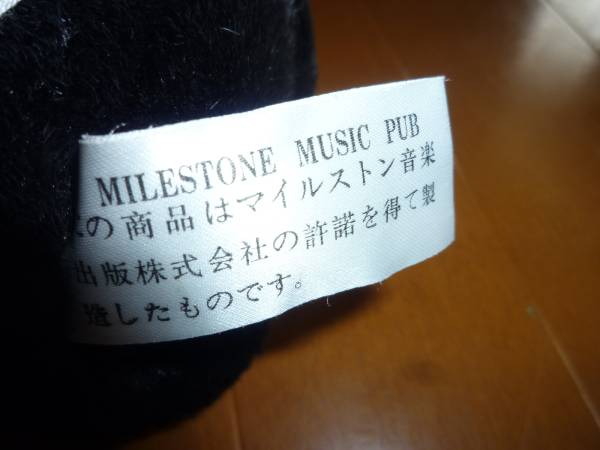 MILESTONE MUSIC PUB
の商品はマイルストン音楽
出版株式会社の許諾を得て製
造したものです。